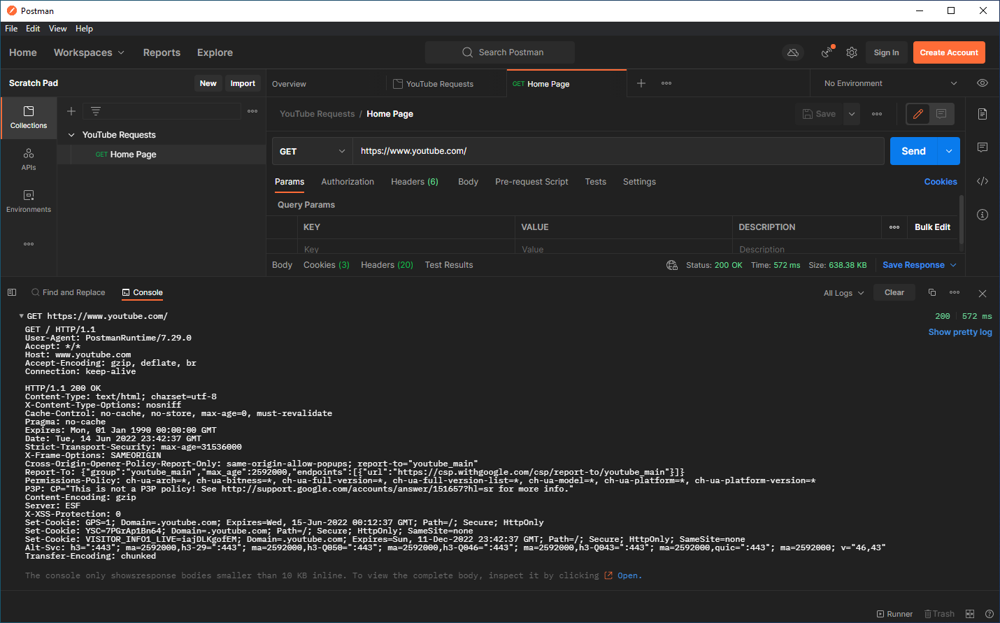 Postman
File Edit View Help
Home Workspaces Reports Explore Search Postman Sign In Create Account
Scratch Pad New Import Overview YouTube Requests GET Home Page No Environment
Collections
APIs
Environments
YouTube Requests
GET Home Page
YouTube Requests / Home Page Save
GET https://www.youtube.com/ Send
Params Authorization Headers (6) Body Pre-request Script Tests Settings Cookies
Query Params
KEY VALUE DESCRIPTION Bulk Edit
Key Value Description
Body Cookies (3) Headers (20) Test Results Status: 200 OK Time: 572 ms Size: 638.38 KB Save Response
Find and Replace Console All Logs Clear
GET https://www.youtube.com/ 200 572 ms
Show pretty log
GET / HTTP/1.1
User-Agent: PostmanRuntime/7.29.0
Accept: */*
Host: www.youtube.com
Accept-Encoding: gzip, deflate, br
Connection: keep-alive
HTTP/1.1 200 OK
Content-Type: text/html; charset=utf-8
X-Content-Type-Options: nosniff
Cache-Control: no-cache, no-store, max-age=0, must-revalidate
Pragma: no-cache
Expires: Mon, 01 Jan 1990 00:00:00 GMT
Date: Tue, 14 Jun 2022 23:42:37 GMT
Strict-Transport-Security: max-age=31536000
X-Frame-Options: SAMEORIGIN
Cross-Origin-Opener-Policy-Report-Only: same-origin-allow-popups; report-to="youtube_main"
Report-To: {"group":"youtube_main","max_age":2592000,"endpoints":[{"url":"https://csp.withgoogle.com/csp/report-to/youtube_main"}]}
Permissions-Policy: ch-ua-arch=*, ch-ua-bitness=*, ch-ua-full-version=*, ch-ua-full-version-list=*, ch-ua-model=*, ch-ua-platform=*, ch-ua-platform-version=*
P3P: CP="This is not a P3P policy! See http://support.google.com/accounts/answer/151657?hl=sr for more info."
Content-Encoding: gzip
Server: ESF
X-XSS-Protection: 0
Set-Cookie: GPS=1; Domain=.youtube.com; Expires=Wed, 15-Jun-2022 00:12:37 GMT; Path=/; Secure; HttpOnly
Set-Cookie: YSC=7PGrAp1Bn64; Domain=.youtube.com; Path=/; Secure; HttpOnly; SameSite=none
Set-Cookie: VISITOR_INFO1_LIVE=iajDLKgofEM; Domain=.youtube.com; Expires=Sun, 11-Dec-2022 23:42:37 GMT; Path=/; Secure; HttpOnly; SameSite=none
Alt-Svc: h3=":443"; ma=2592000,h3-29=":443"; ma=2592000,h3-Q050=":443"; ma=2592000,h3-Q046=":443"; ma=2592000,h3-Q043=":443"; ma=2592000,quic=":443"; ma=2592000; v="46,43"
Transfer-Encoding: chunked
The console only showsresponse bodies smaller than 10 KB inline. To view the complete body, inspect it by clicking Open.
Runner Trash